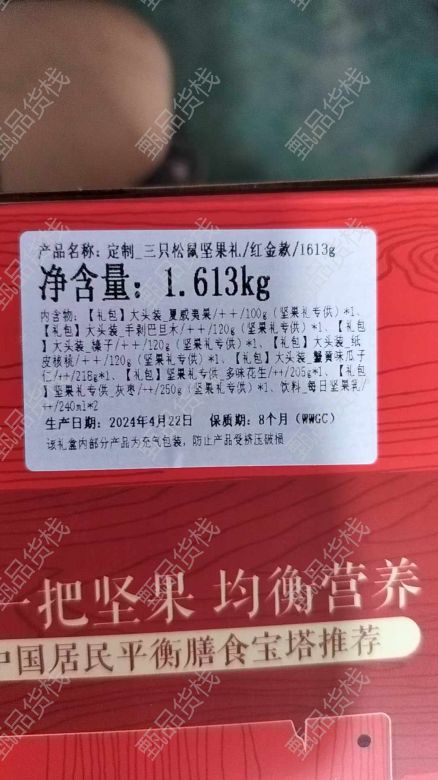 产品名称：定制_三只松鼠坚果礼/红金款/1613g
净含量：1.613kg
内含物：【礼包】大头装_夏威夷果/++/100g（坚果礼专供）*1、
【礼包】大头装_手剥巴旦木/++/120g（坚果礼专供）*1、【礼包
】大头装_榛子/++/120g（坚果礼专供）*1、【礼包】大头装_纸
皮核桃/++/120g（坚果礼专供）*1、【礼包】大头装_蟹黄味瓜子
仁/++/218g*1、【礼包】坚果礼专供_多味花生/++/205g*1、【礼包
】坚果礼专供_灰枣/++/250g（坚果礼专供）*1、饮料_每日坚果乳/
++/240ml*2
生产日期：2024年4月22日 保质期：8个月（WWGC）
该礼盒内部分产品为充气包装，防止产品受挤压破损
一把坚果 均衡营养
中国居民平衡膳食宝塔推荐
甄品货栈